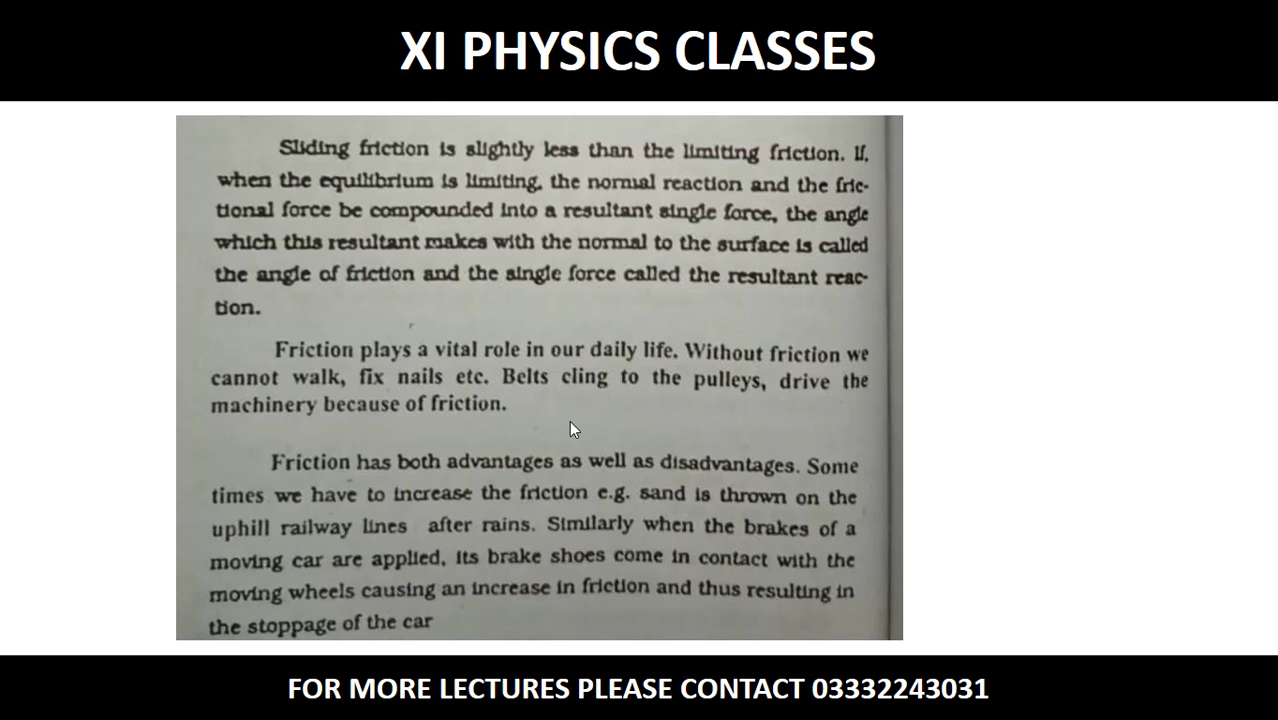 XI PHYSICS CLASSES
Sliding friction is slightly less than the limiting friction. If,
when the equilibrium is limiting, the normal reaction and the fric-
tional force be compounded into a resultant single force, the angle
which this resultant makes with the normal to the surface is called
the angle of friction and the single force called the resultant reac-
tion.
Friction plays a vital role in our daily life. Without friction we
cannot walk, fix nails etc. Belts cling to the pulleys, drive the
machinery because of friction.
Friction has both advantages as well as disadvantages. Some
times we have to increase the friction e.g. sand is thrown on the
uphill railway lines after rains. Similarly when the brakes of a
moving car are applied, its brake shoes come in contact with the
moving wheels causing an increase in friction and thus resulting in
the stoppage of the car
FOR MORE LECTURES PLEASE CONTACT 03332243031